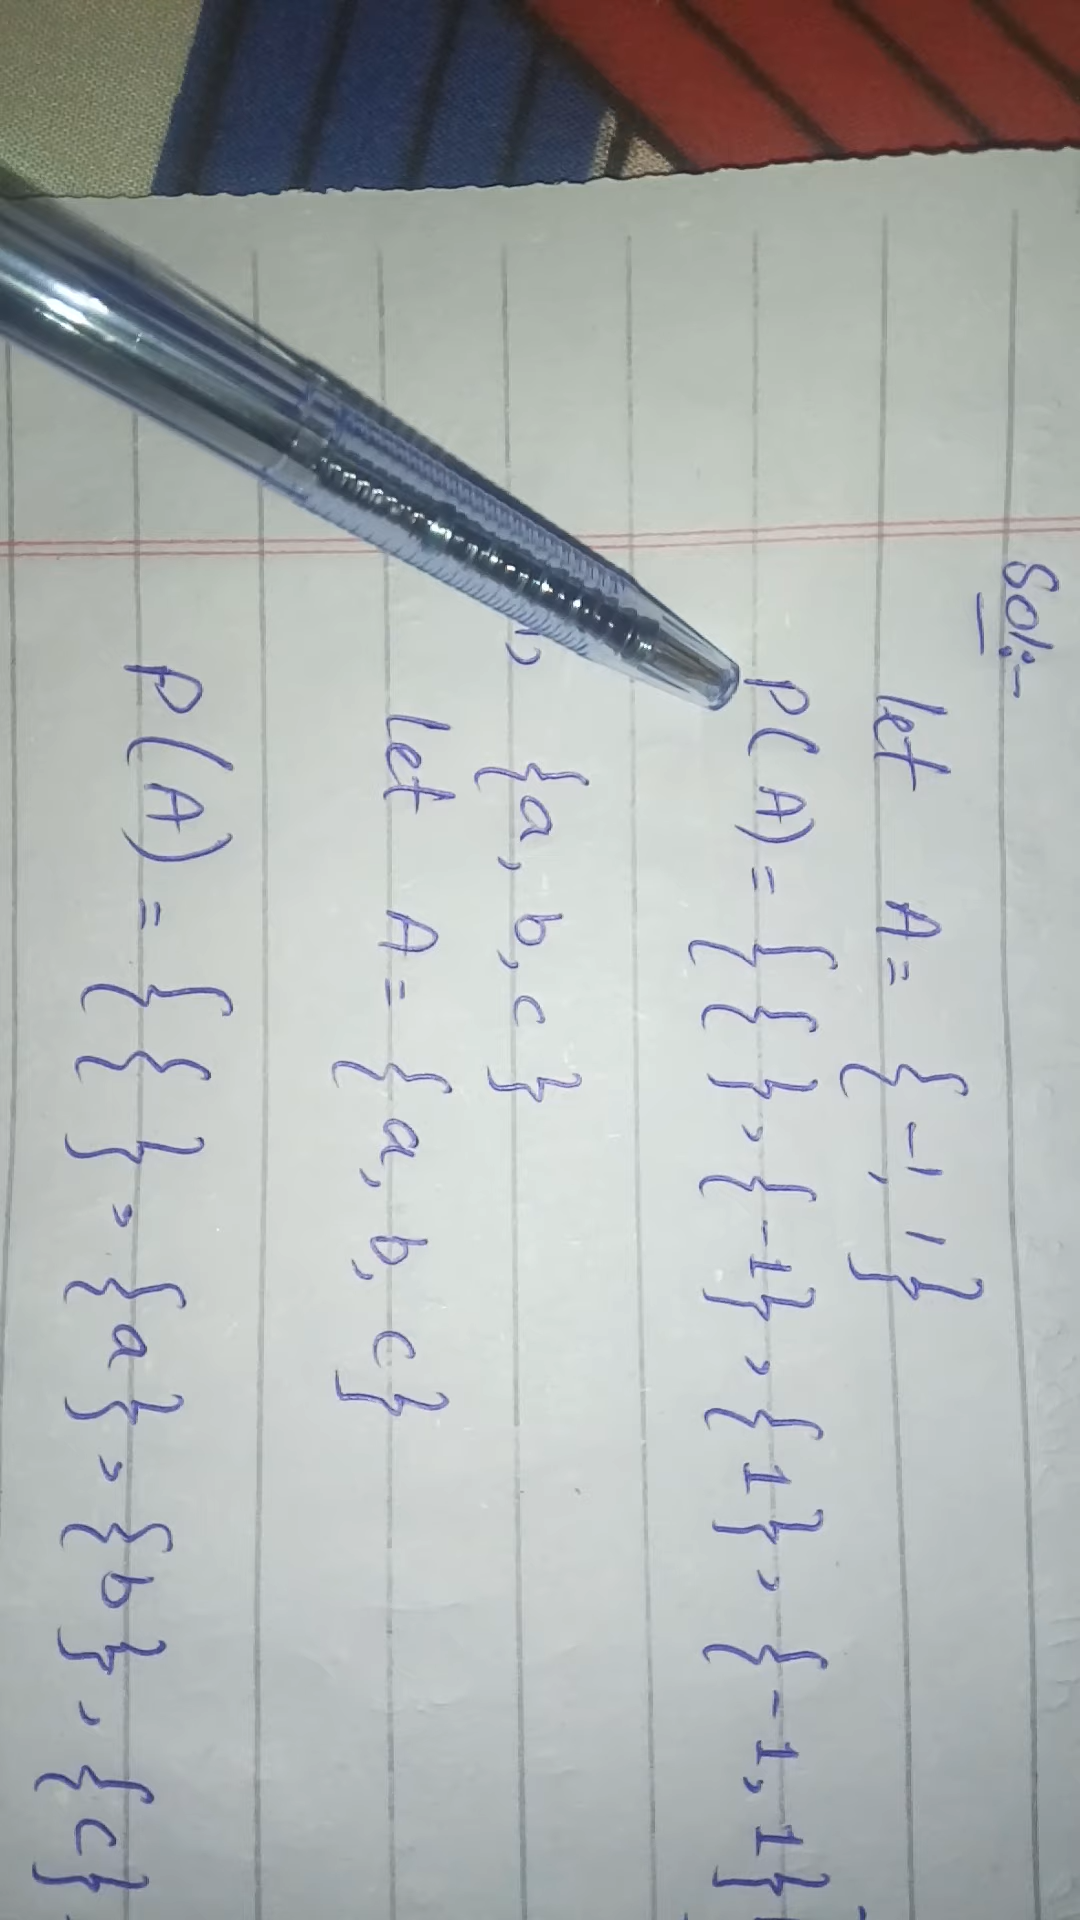 Sol:-
let A = { -1, 1 }
P(A) = { { }, { -1 }, { 1 }, { -1, 1 }
{ a, b, c }
let A = { a, b, c }
P(A) = { { }, { a }, { b }, { c }